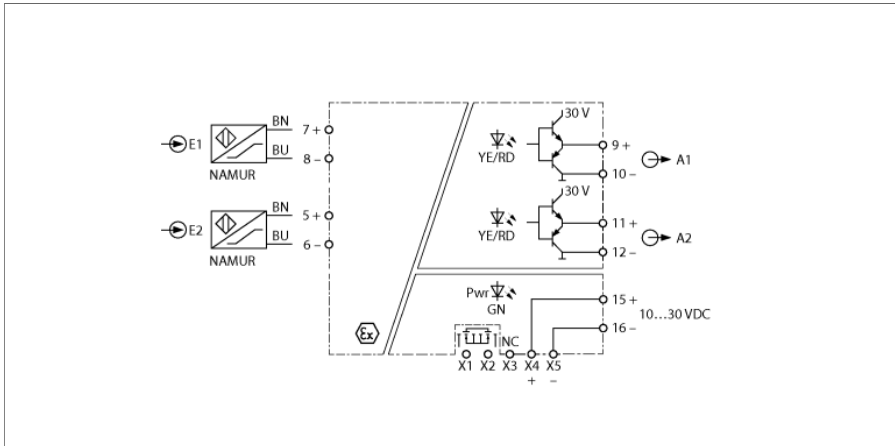 30 V
BN 7 +
E1 9 +
BU YE/RD A1
8 – 10 –
NAMUR
30 V
BN 5 +
E2 11 +
BU YE/RD A2
6 – 12 –
NAMUR
Pwr 15 +
GN 10...30 VDC
Ex 16 –
NC
X1 X2 X3 X4 X5
+ –